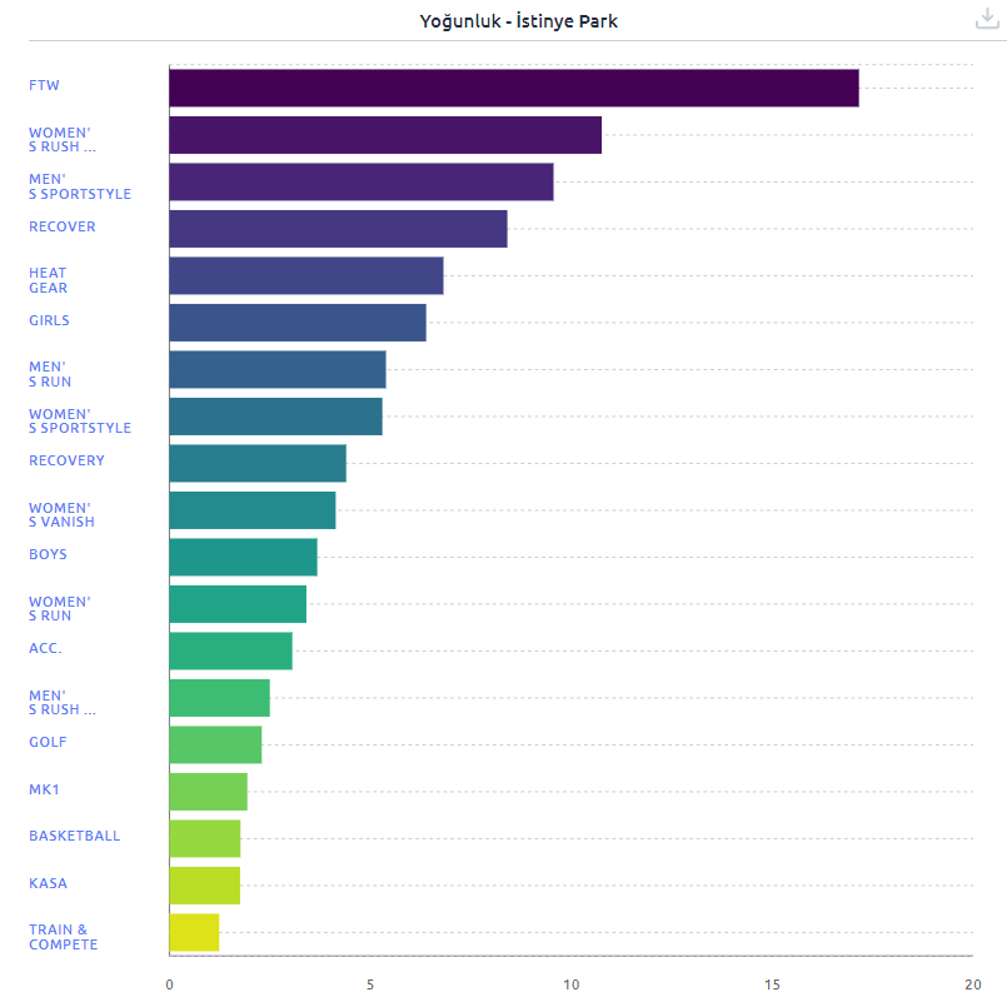 Yoğunluk - İstinye Park
FTW
WOMEN'
S RUSH ...
MEN'
S SPORTSTYLE
RECOVER
HEAT
GEAR
GIRLS
MEN'
S RUN
WOMEN'
S SPORTSTYLE
RECOVERY
WOMEN'
S VANISH
BOYS
WOMEN'
S RUN
ACC.
MEN'
S RUSH ...
GOLF
MK1
BASKETBALL
KASA
TRAIN &
COMPETE
0 5 10 15 20